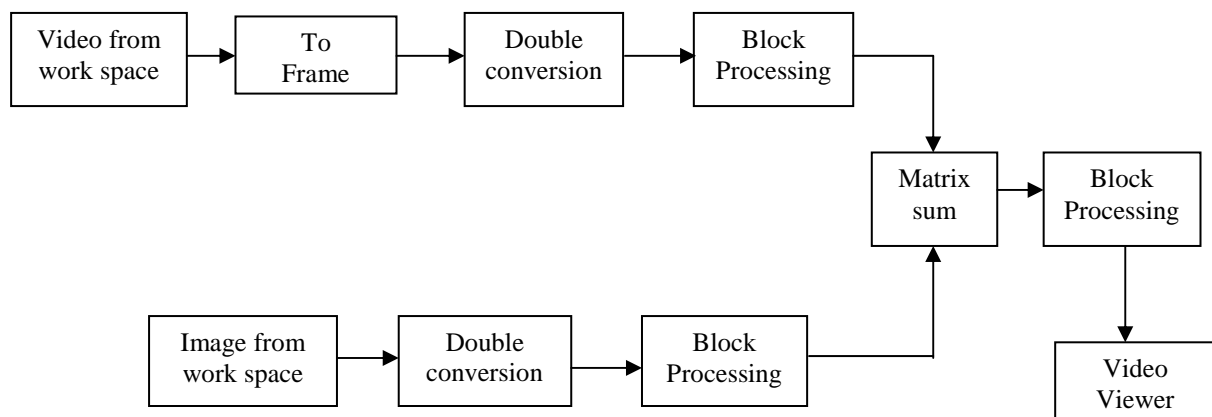 Video from
work space
To
Frame
Double
conversion
Block
Processing
Matrix
sum
Block
Processing
Image from
work space
Double
conversion
Block
Processing
Video
Viewer